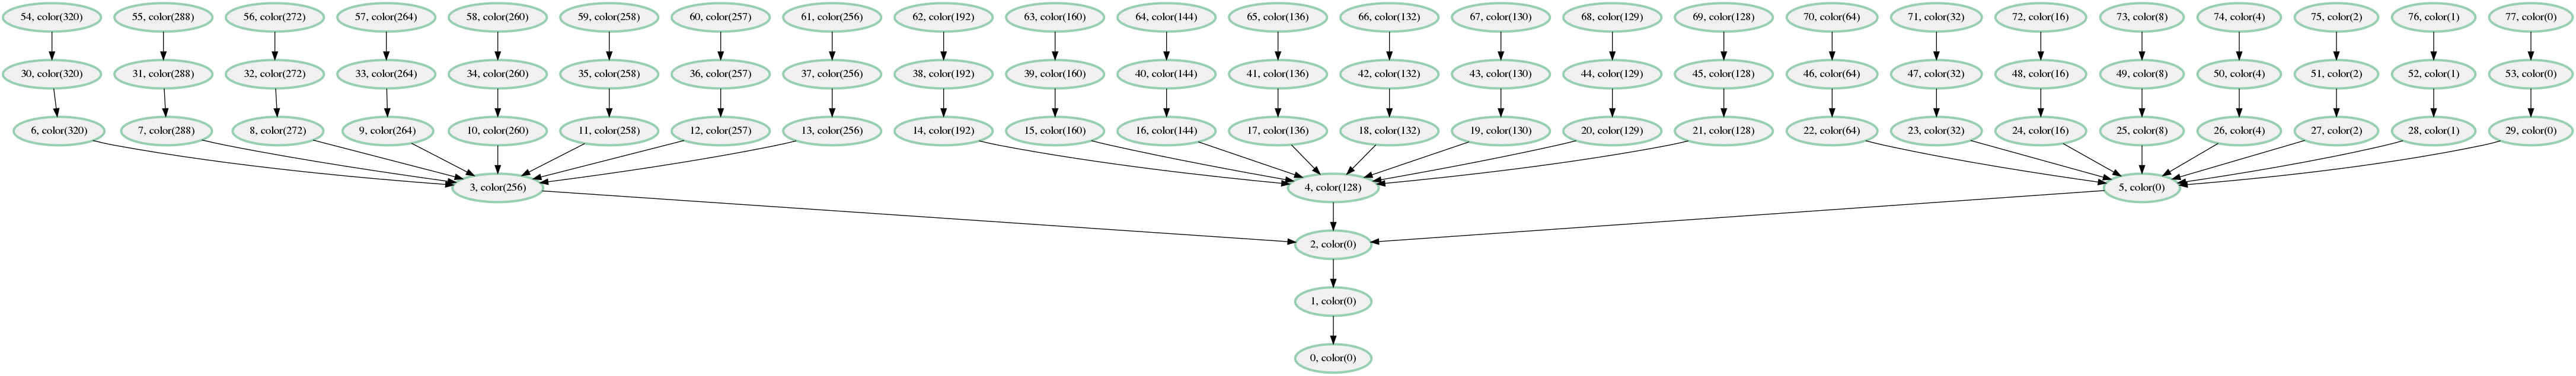 54, color(320) 55, color(288) 56, color(272) 57, color(264) 58, color(260) 59, color(258) 60, color(257) 61, color(256) 62, color(192) 63, color(160) 64, color(144) 65, color(136) 66, color(132) 67, color(130) 68, color(129) 69, color(128) 70, color(64) 71, color(32) 72, color(16) 73, color(8) 74, color(4) 75, color(2) 76, color(1) 77, color(0)
30, color(320) 31, color(288) 32, color(272) 33, color(264) 34, color(260) 35, color(258) 36, color(257) 37, color(256) 38, color(192) 39, color(160) 40, color(144) 41, color(136) 42, color(132) 43, color(130) 44, color(129) 45, color(128) 46, color(64) 47, color(32) 48, color(16) 49, color(8) 50, color(4) 51, color(2) 52, color(1) 53, color(0)
6, color(320) 7, color(288) 8, color(272) 9, color(264) 10, color(260) 11, color(258) 12, color(257) 13, color(256) 14, color(192) 15, color(160) 16, color(144) 17, color(136) 18, color(132) 19, color(130) 20, color(129) 21, color(128) 22, color(64) 23, color(32) 24, color(16) 25, color(8) 26, color(4) 27, color(2) 28, color(1) 29, color(0)
3, color(256) 4, color(128) 5, color(0)
2, color(0)
1, color(0)
0, color(0)